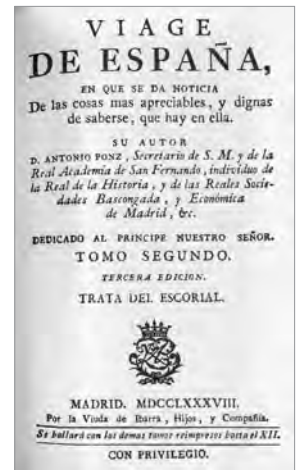 VIAGE
DE ESPAÑA,
EN QUE SE DA NOTICIA
De las cosas mas apreciables, y dignas
de saberse, que hay en ella.
SU AUTOR
D. ANTONIO PONZ, Secretario de S. M. y de la
Real Academia de San Fernando, individuo de
la Real de la Historia, y de las Reales Socie-
dades Bascongada, y Económica
de Madrid, &c.
DEDICADO AL PRINCIPE NUESTRO SEÑOR.
TOMO SEGUNDO.
TERCERA EDICION.
TRATA DEL ESCORIAL.
MADRID. MDCCLXXXVIII.
Por la Viuda de Ibarra, Hijos, y Compañia.
Se hallará con los demas tomos reimpresos hasta el XII.
CON PRIVILEGIO.